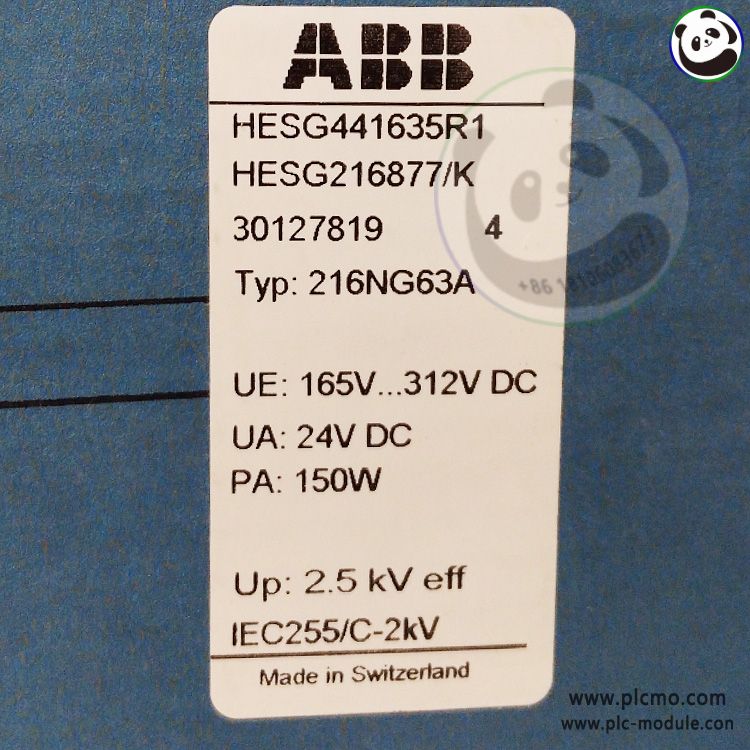 ABB
HESG441635R1
HESG216877/K
30127819 4
Typ: 216NG63A
UE: 165V...312V DC
UA: 24V DC
PA: 150W
Up: 2.5 kV eff
IEC255/C-2kV
Made in Switzerland
www.plcmo.com
www.plc-module.con